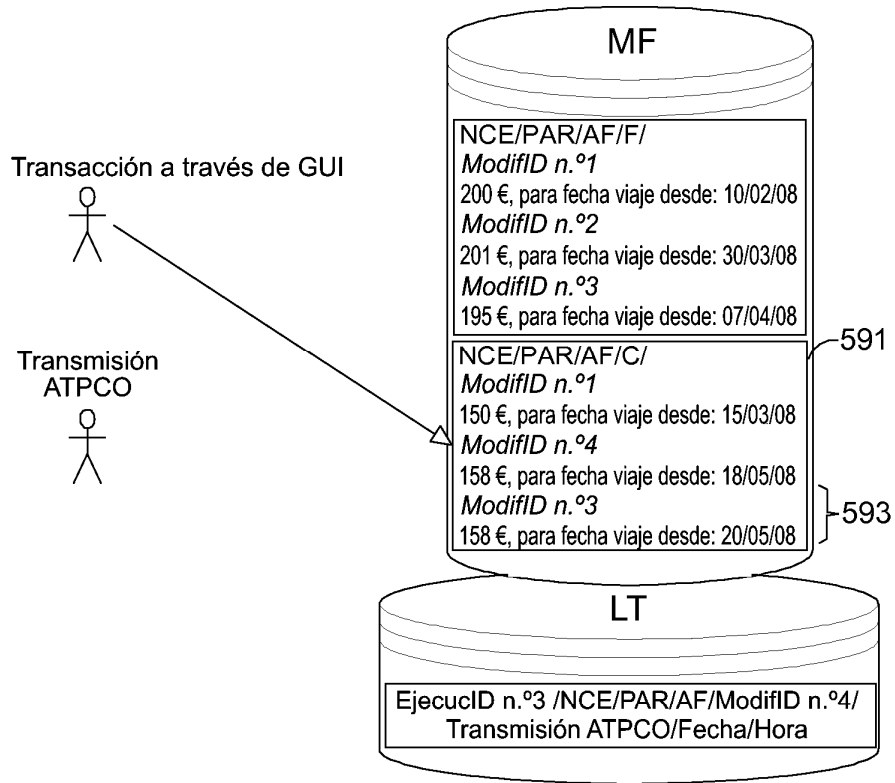 MF
NCE/PAR/AF/F/
ModifID n.º1
200 €, para fecha viaje desde: 10/02/08
ModifID n.º2
201 €, para fecha viaje desde: 30/03/08
ModifID n.º3
195 €, para fecha viaje desde: 07/04/08
Transacción a través de GUI
Transmisión
ATPCO
591
NCE/PAR/AF/C/
ModifID n.º1
150 €, para fecha viaje desde: 15/03/08
ModifID n.º4
158 €, para fecha viaje desde: 18/05/08
ModifID n.º3
158 €, para fecha viaje desde: 20/05/08
593
LT
EjecucID n.º3 /NCE/PAR/AF/ModifID n.º4/
Transmisión ATPCO/Fecha/Hora